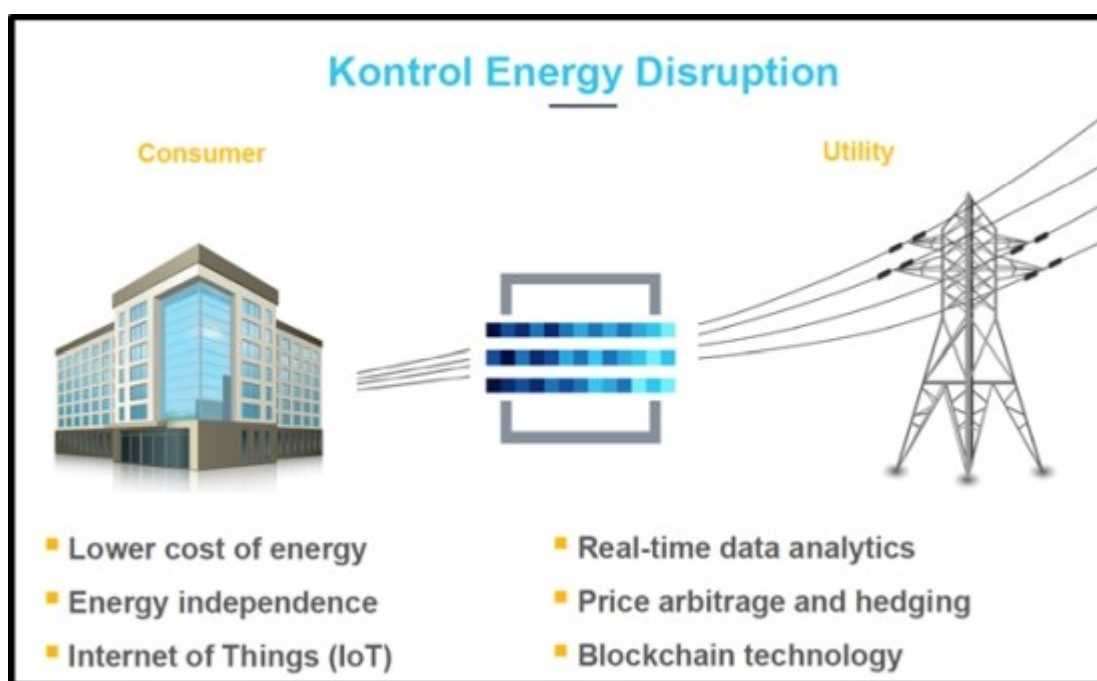 Kontrol Energy Disruption
Consumer
Utility
Lower cost of energy
Energy independence
Internet of Things (IoT)
Real-time data analytics
Price arbitrage and hedging
Blockchain technology